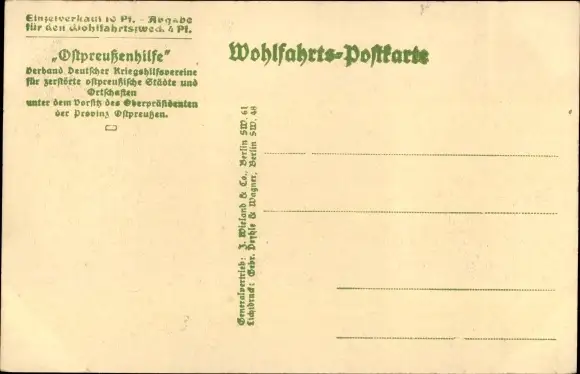 Einzelverkauf 10 Pf. - Abgabe
für den Wohlfahrtszweck 4 Pf.
„Ostpreußenhilfe"
Verband Deutscher Kriegshilfsvereine
für zerstörte ostpreußische Städte und
Ortschaften
unter dem Vorsitz des Oberpräsidenten
der Provinz Ostpreußen.
Wohlfahrts-Postkarte
Generalvertrieb: J. Wieland & Co., Berlin SW. 61
Lichtdruck: Gebr. & Wagner, Berlin SW. 48